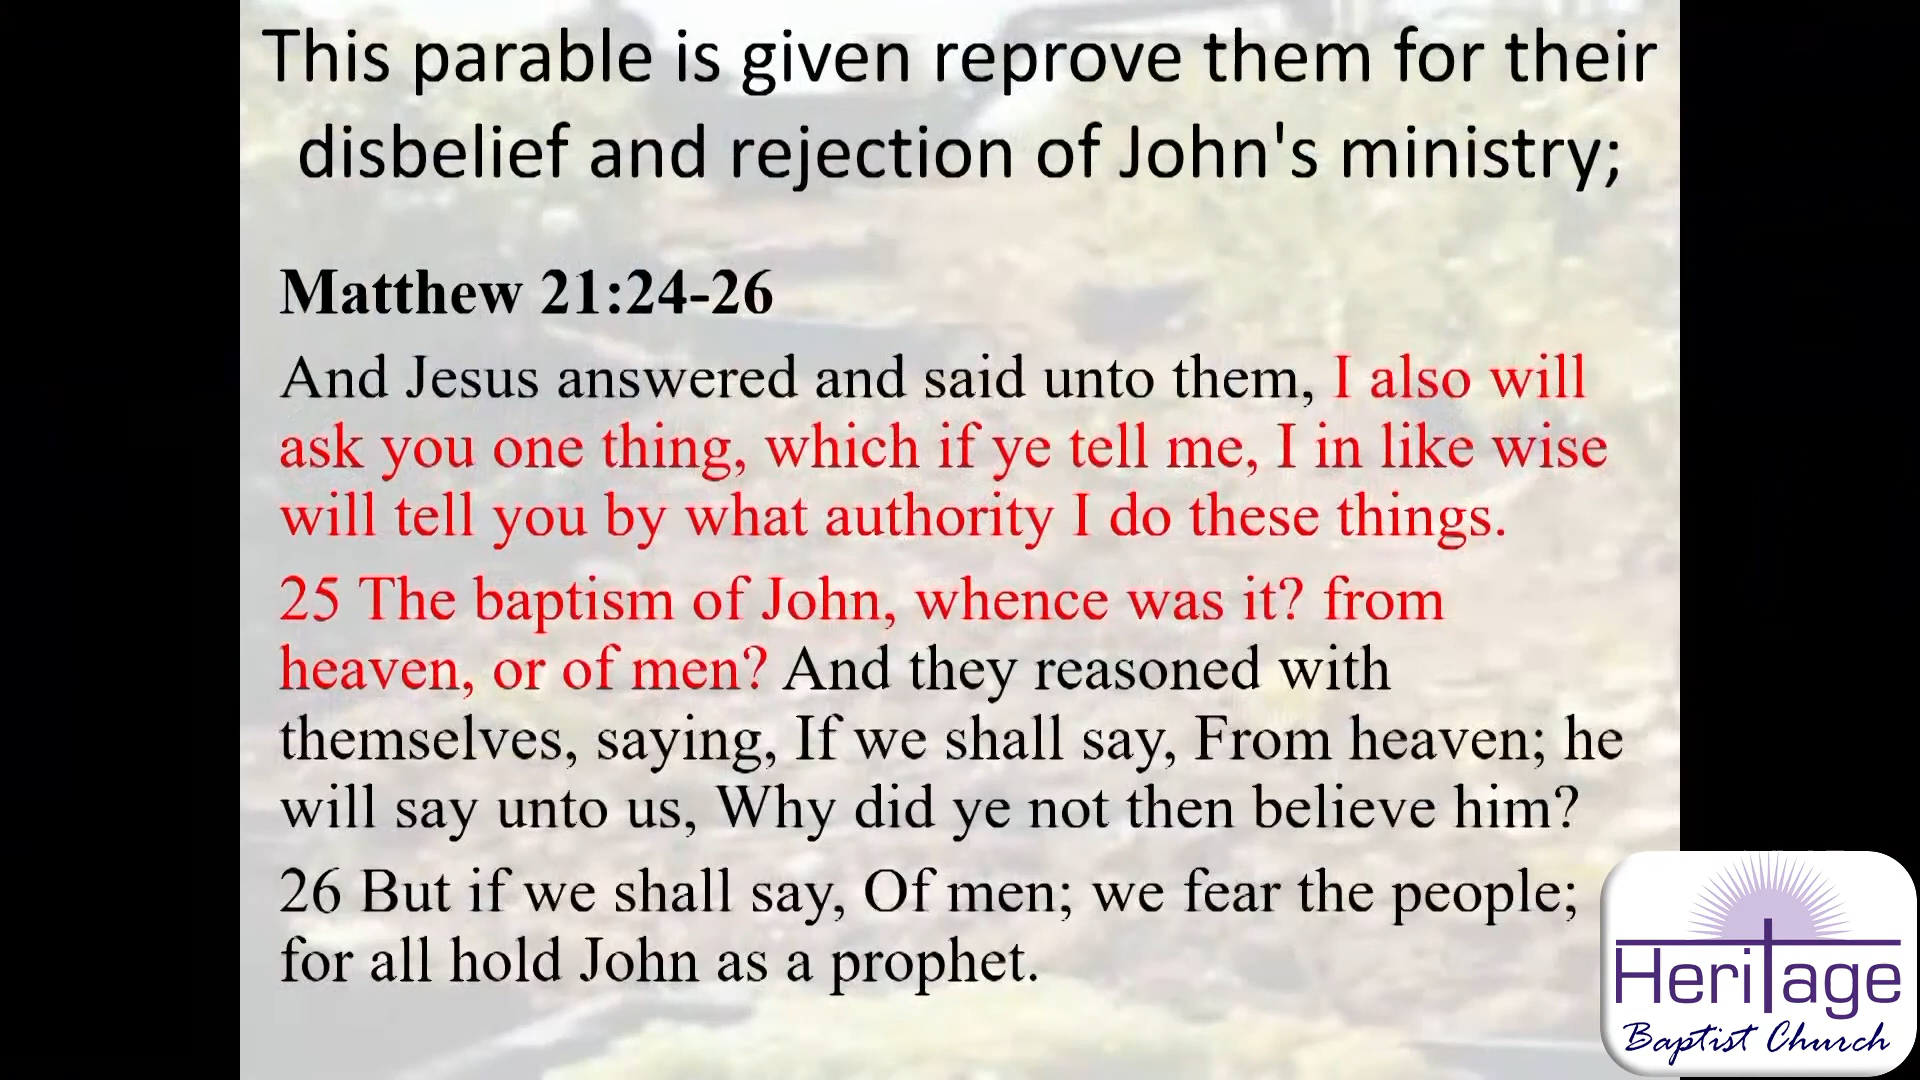 This parable is given reprove them for their
disbelief and rejection of John's ministry;
Matthew 21:24-26
And Jesus answered and said unto them, I also will
ask you one thing, which if ye tell me, I in like wise
will tell you by what authority I do these things.
25 The baptism of John, whence was it? from
heaven, or of men? And they reasoned with
themselves, saying, If we shall say, From heaven; he
will say unto us, Why did ye not then believe him?
26 But if we shall say, Of men; we fear the people;
for all hold John as a prophet.
Heritage
Baptist Church